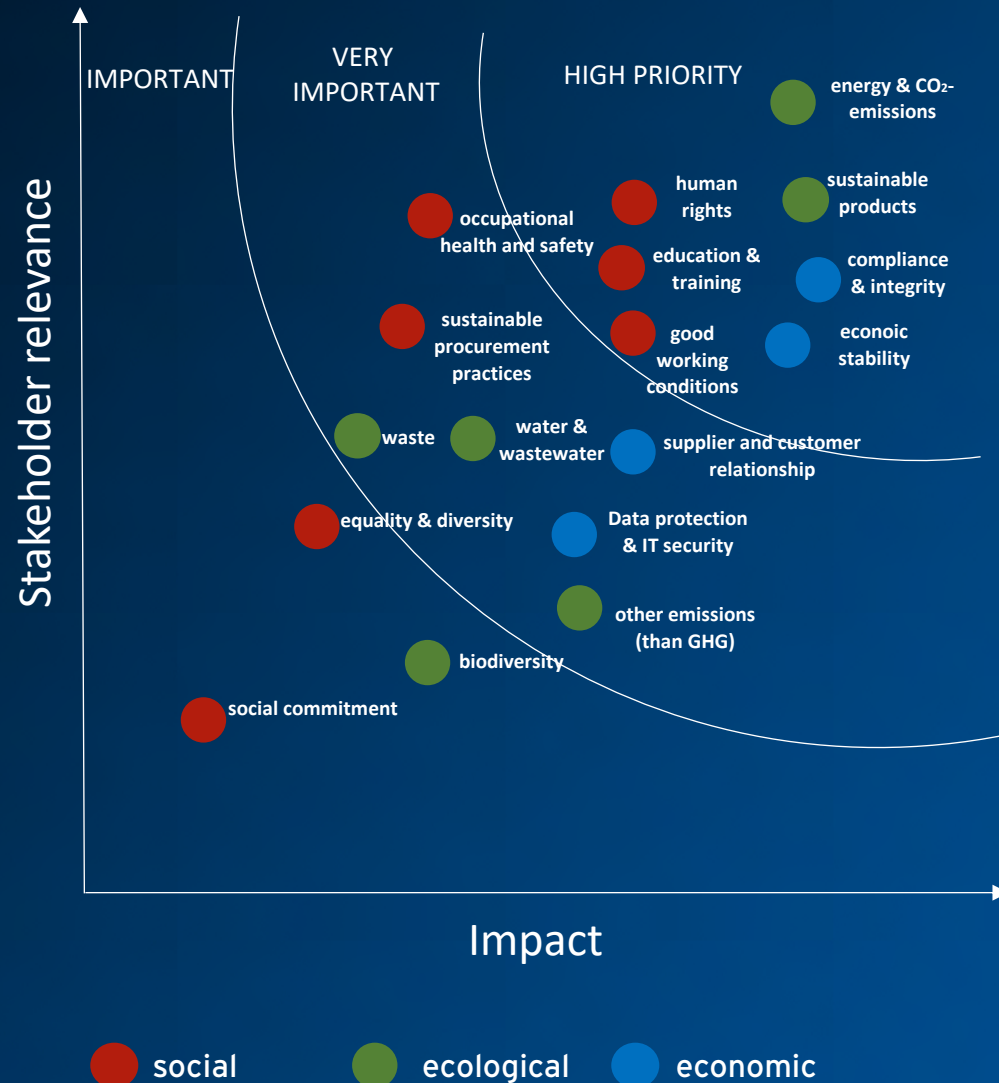 IMPORTANT
VERY
IMPORTANT
HIGH PRIORITY
energy & CO₂-
emissions
human
rights
sustainable
products
occupational
health and safety
education &
training
compliance
& integrity
sustainable
procurement
practices
good
working
conditions
econoic
stability
waste
water &
wastewater
supplier and customer
relationship
equality & diversity
Data protection
& IT security
other emissions
(than GHG)
biodiversity
social commitment
Stakeholder relevance
Impact
social
ecological
economic